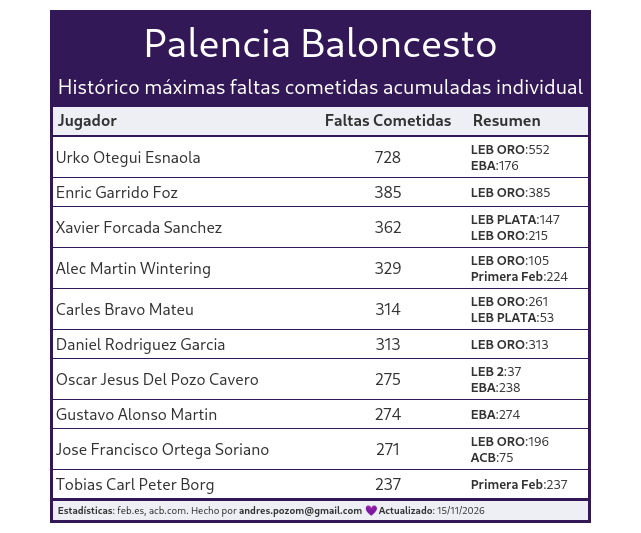 Palencia Baloncesto
Histórico máximas faltas cometidas acumuladas individual
Jugador Faltas Cometidas Resumen
Urko Otegui Esnaola 728 LEB ORO:552
EBA:176
Enric Garrido Foz 385 LEB ORO:385
Xavier Forcada Sanchez 362 LEB PLATA:147
LEB ORO:215
Alec Martin Wintering 329 LEB ORO:105
Primera Feb:224
Carles Bravo Mateu 314 LEB ORO:261
LEB PLATA:53
Daniel Rodriguez Garcia 313 LEB ORO:313
Oscar Jesus Del Pozo Cavero 275 LEB 2:37
EBA:238
Gustavo Alonso Martin 274 EBA:274
Jose Francisco Ortega Soriano 271 LEB ORO:196
ACB:75
Tobias Carl Peter Borg 237 Primera Feb:237
Estadísticas: feb.es, acb.com. Hecho por andres.pozom@gmail.com 💜 Actualizado: 15/11/2026